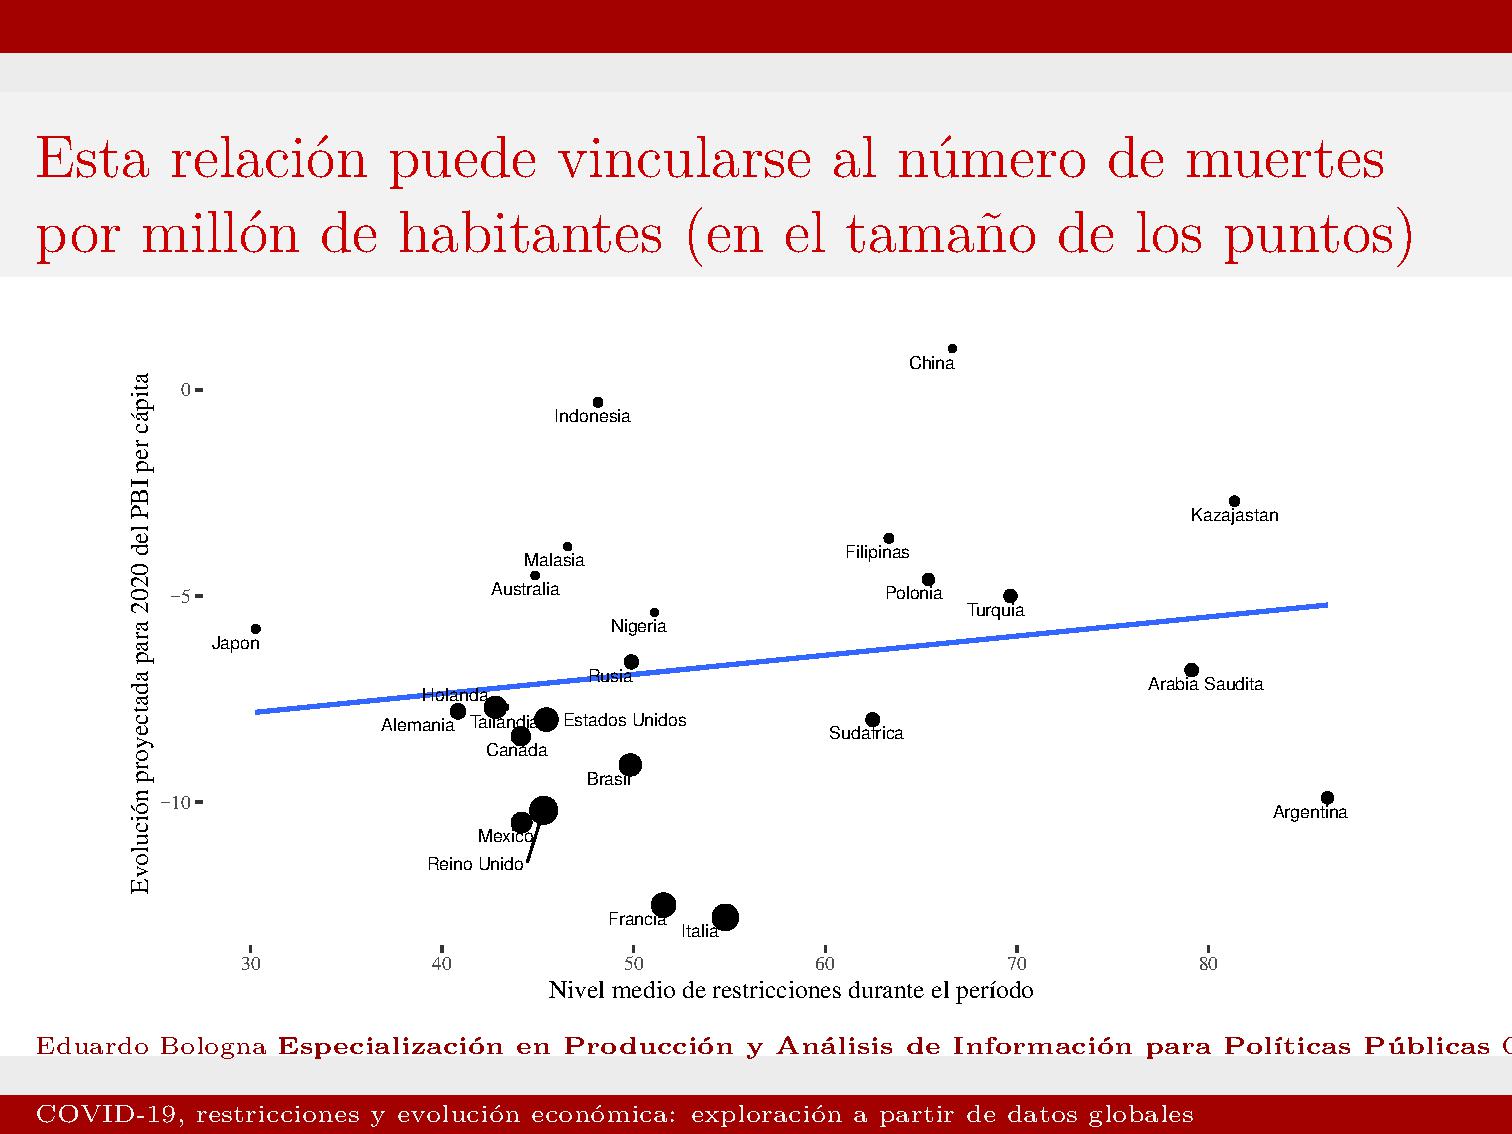 Esta relación puede vincularse al número de muertes
por millón de habitantes (en el tamaño de los puntos)
Evolución proyectada para 2020 del PBI per cápita
0
−5
−10
China
Indonesia
Kazajastan
Filipinas
Malasia
Australia
Polonia
Turquia
Nigeria
Japon
Rusia
Arabia Saudita
Holanda
Alemania
Tailandia
Estados Unidos
Sudafrica
Canada
Brasil
Argentina
Mexico
Reino Unido
Francia
Italia
30
40
50
60
70
80
Nivel medio de restricciones durante el período
Eduardo Bologna Especialización en Producción y Análisis de Información para Políticas Públicas
COVID-19, restricciones y evolución económica: exploración a partir de datos globales